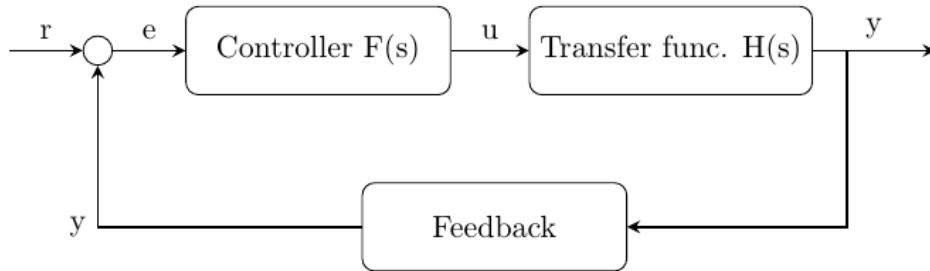 r
e
Controller F(s)
u
Transfer func. H(s)
y
y
Feedback